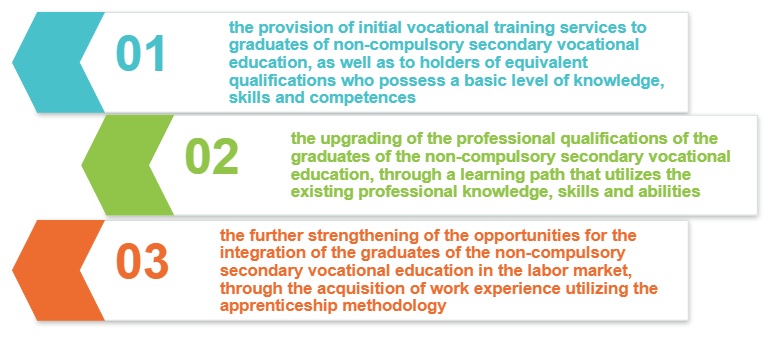 01
the provision of initial vocational training services to
graduates of non-compulsory secondary vocational
education, as well as to holders of equivalent
qualifications who possess a basic level of knowledge,
skills and competences
02
the upgrading of the professional qualifications of the
graduates of the non-compulsory secondary vocational
education, through a learning path that utilizes the
existing professional knowledge, skills and abilities
03
the further strengthening of the opportunities for the
integration of the graduates of the non-compulsory
secondary vocational education in the labor market,
through the acquisition of work experience utilizing the
apprenticeship methodology